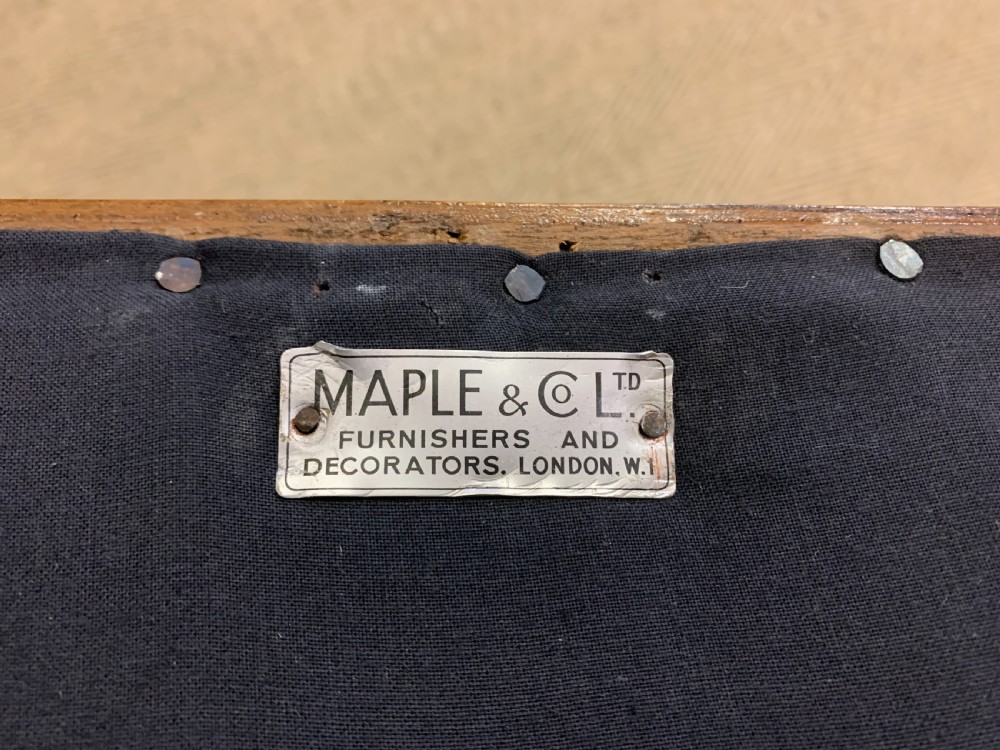 MAPLE & Co LTD.
FURNISHERS AND
DECORATORS. LONDON. W.1